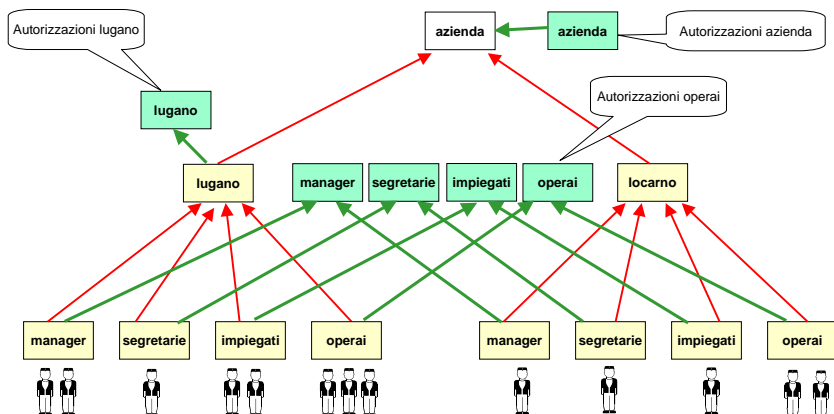 Autorizzazioni lugano
azienda
azienda
Autorizzazioni azienda
lugano
Autorizzazioni operai
lugano
manager
segretarie
impiegati
operai
locarno
manager
segretarie
impiegati
operai
manager
segretarie
impiegati
operai